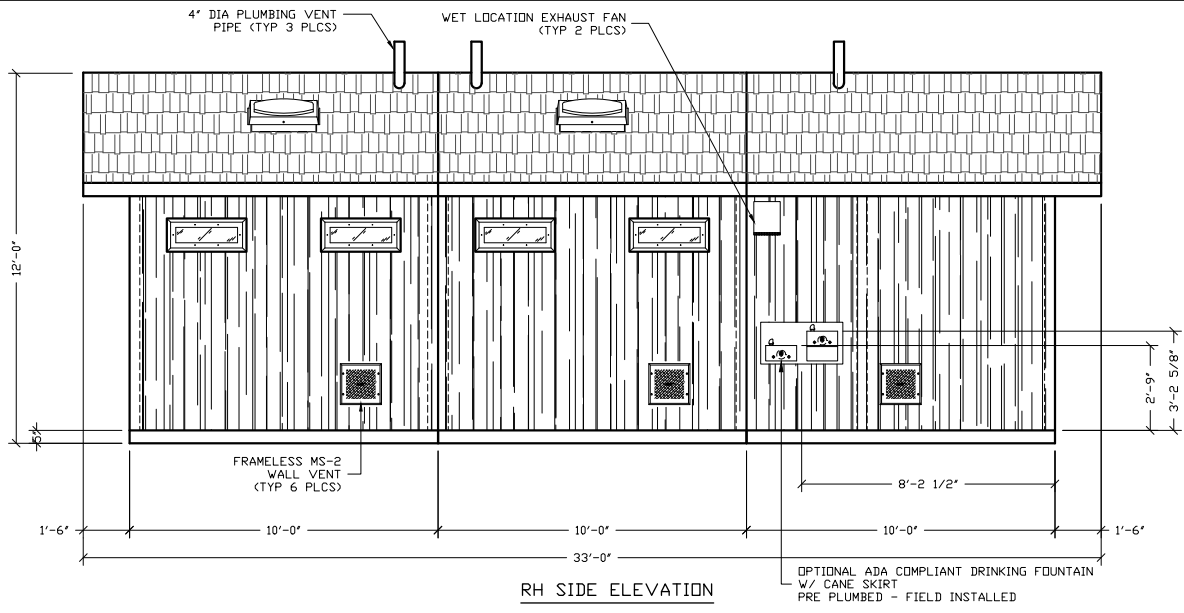 4" DIA PLUMBING VENT
PIPE (TYP 3 PLCS)
WET LOCATION EXHAUST FAN
(TYP 2 PLCS)
12'-0"
5"
2'-9"
3'-2 5/8"
FRAMELESS MS-2
WALL VENT
(TYP 6 PLCS)
8'-2 1/2"
1'-6"
10'-0"
10'-0"
10'-0"
1'-6"
33'-0"
OPTIONAL ADA COMPLIANT DRINKING FOUNTAIN
W/ CANE SKIRT
PRE PLUMBED - FIELD INSTALLED
RH SIDE ELEVATION